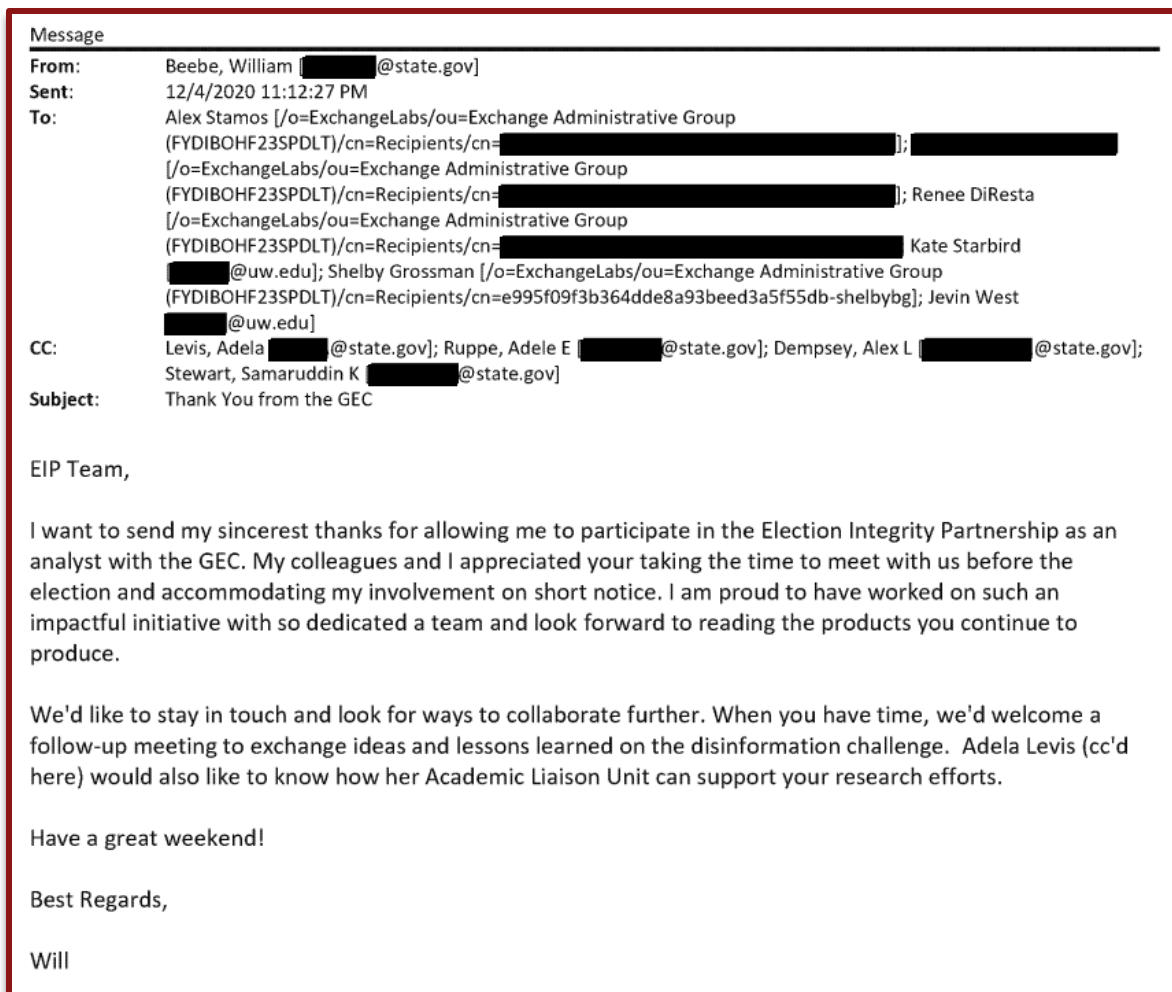 Message
From: Beebe, William [ @state.gov]
Sent: 12/4/2020 11:12:27 PM
To: Alex Stamos [/o=ExchangeLabs/ou=Exchange Administrative Group
(FYDIBOHF23SPDLT)/cn=Recipients/cn= ];
[/o=ExchangeLabs/ou=Exchange Administrative Group
(FYDIBOHF23SPDLT)/cn=Recipients/cn= ]; Renee DiResta
[/o=ExchangeLabs/ou=Exchange Administrative Group
(FYDIBOHF23SPDLT)/cn=Recipients/cn= Kate Starbird
[ @uw.edu]; Shelby Grossman [/o=ExchangeLabs/ou=Exchange Administrative Group
(FYDIBOHF23SPDLT)/cn=Recipients/cn=e995f09f3b364dde8a93beed3a5f55db-shelbybg]; Jevin West
@uw.edu]
CC: Levis, Adela @state.gov]; Ruppe, Adele E [ @state.gov]; Dempsey, Alex L [ @state.gov];
Stewart, Samaruddin K [ @state.gov]
Subject: Thank You from the GEC
EIP Team,
I want to send my sincerest thanks for allowing me to participate in the Election Integrity Partnership as an
analyst with the GEC. My colleagues and I appreciated your taking the time to meet with us before the
election and accommodating my involvement on short notice. I am proud to have worked on such an
impactful initiative with so dedicated a team and look forward to reading the products you continue to
produce.
We'd like to stay in touch and look for ways to collaborate further. When you have time, we'd welcome a
follow-up meeting to exchange ideas and lessons learned on the disinformation challenge.  Adela Levis (cc'd
here) would also like to know how her Academic Liaison Unit can support your research efforts.
Have a great weekend!
Best Regards,
Will